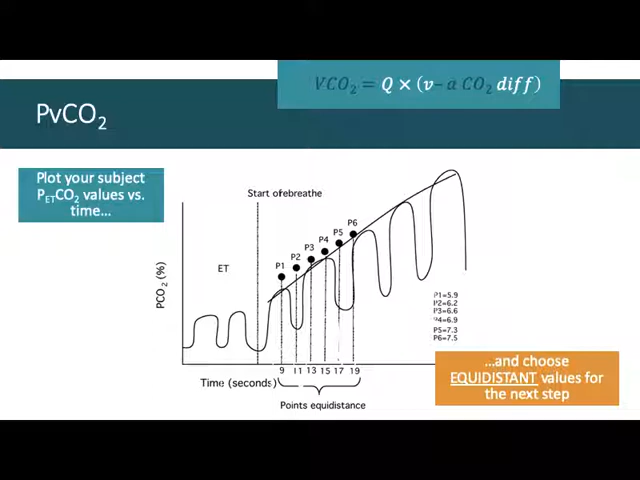 VCO₂ = Q × (v– a CO₂ diff)
PvCO₂
Plot your subject
PETCO₂ values vs.
time…
Start of rebreathe
P6
P5
P4
P3
P2
P1
ET
PCO₂ (%)
P1=5.9
P2=6.2
P3=6.6
P4=6.9
P5=7.3
P6=7.5
9 11 13 15 17 19
Time (seconds)
Points equidistance
…and choose
EQUIDISTANT values for
the next step